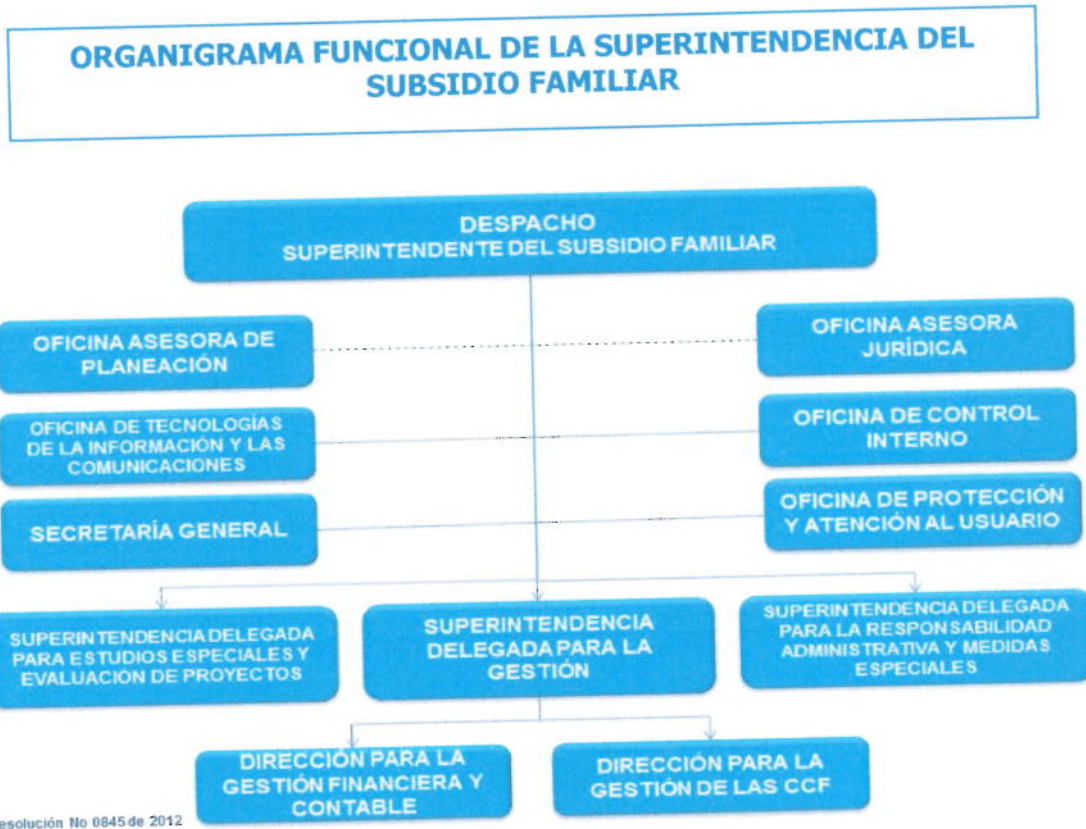 ORGANIGRAMA FUNCIONAL DE LA SUPERINTENDENCIA DEL
SUBSIDIO FAMILIAR
DESPACHO
SUPERINTENDENTE DEL SUBSIDIO FAMILIAR
OFICINA ASESORA DE
PLANEACIÓN
OFICINA ASESORA
JURÍDICA
OFICINA DE TECNOLOGÍAS
DE LA INFORMACIÓN Y LAS
COMUNICACIONES
OFICINA DE CONTROL
INTERNO
SECRETARÍA GENERAL
OFICINA DE PROTECCIÓN
Y ATENCIÓN AL USUARIO
SUPERINTENDENCIA DELEGADA
PARA ESTUDIOS ESPECIALES Y
EVALUACIÓN DE PROYECTOS
SUPERINTENDENCIA
DELEGADA PARA LA
GESTIÓN
SUPERINTENDENCIA DELEGADA
PARA LA RESPONSABILIDAD
ADMINISTRATIVA Y MEDIDAS
ESPECIALES
DIRECCIÓN PARA LA
GESTIÓN FINANCIERA Y
CONTABLE
DIRECCIÓN PARA LA
GESTIÓN DE LAS CCF
esolución No 0845 de 2012